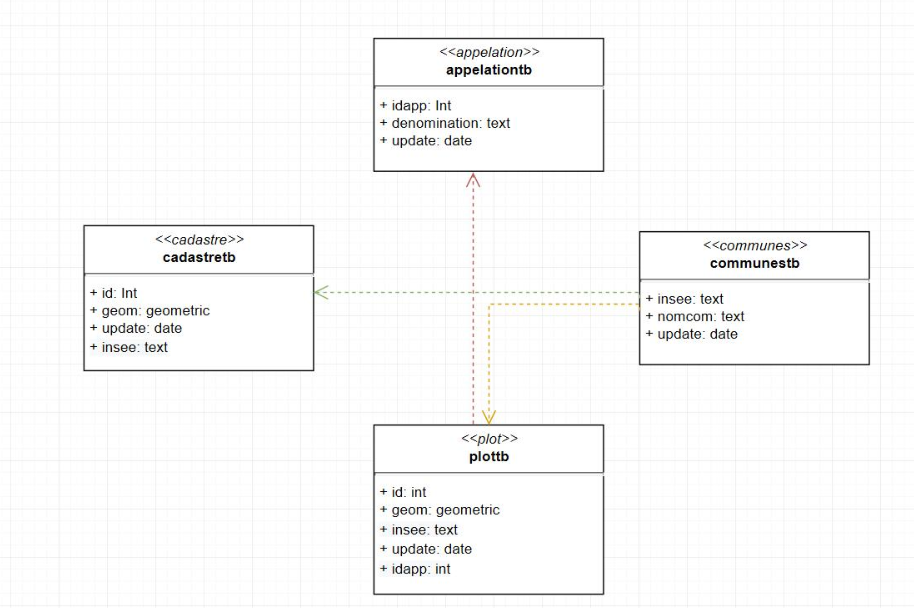 <<appelation>>
appelationtb
+ idapp: Int
+ denomination: text
+ update: date
<<cadastre>>
cadastretb
+ id: Int
+ geom: geometric
+ update: date
+ insee: text
<<communes>>
communestb
+ insee: text
+ nomcom: text
+ update: date
<<plot>>
plottb
+ id: int
+ geom: geometric
+ insee: text
+ update: date
+ idapp: int